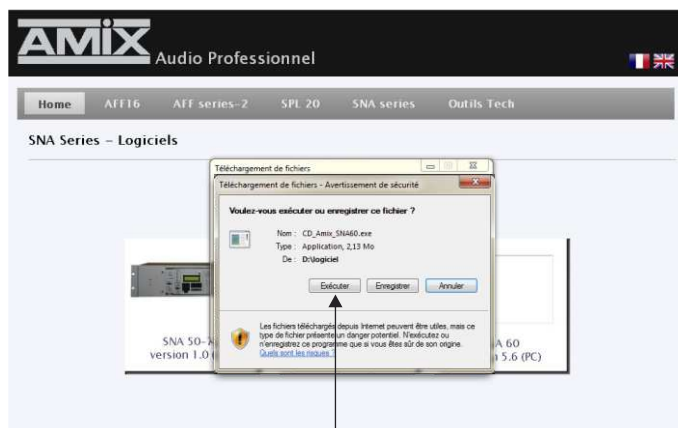 AMIX
Audio Professionnel
Home AFF16 AFF series-2 SPL 20 SNA series Outils Tech
SNA Series – Logiciels
Téléchargement de fichiers
Téléchargement de fichiers - Avertissement de sécurité
Voulez-vous exécuter ou enregistrer ce fichier ?
Nom : CD_Amix_SNA60.exe
Type : Application, 2,13 Mo
De : D:\logiciel
Exécuter Enregistrer Annuler
Les fichiers téléchargés depuis Internet peuvent être utiles, mais ce
type de fichier présente un danger potentiel. N'exécutez ou
n'enregistrez ce programme que si vous êtes sûr de son origine.
Quels sont les risques ?
SNA 50-
version 1.0
A 60
5.6 (PC)